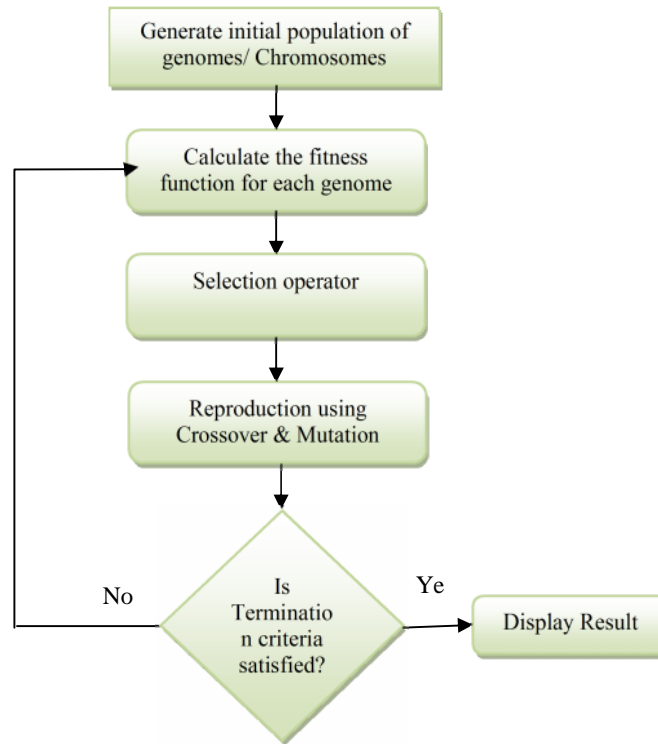 Generate initial population of
genomes/ Chromosomes
Calculate the fitness
function for each genome
Selection operator
Reproduction using
Crossover & Mutation
Is
Terminatio
n criteria
satisfied?
No
Ye
Display Result